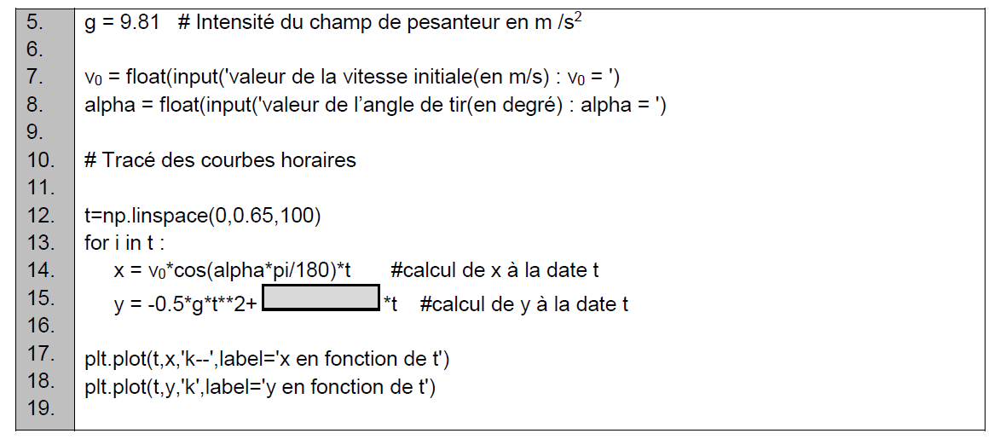 5. g = 9.81 # Intensité du champ de pesanteur en m /s²
6.
7. v₀ = float(input('valeur de la vitesse initiale(en m/s) : v₀ = ')
8. alpha = float(input('valeur de l’angle de tir(en degré) : alpha = ')
9.
10. # Tracé des courbes horaires
11.
12. t=np.linspace(0,0.65,100)
13. for i in t :
14. x = v₀*cos(alpha*pi/180)*t #calcul de x à la date t
15. y = -0.5*g*t**2+ *t #calcul de y à la date t
16.
17. plt.plot(t,x,'k--',label='x en fonction de t')
18. plt.plot(t,y,'k',label='y en fonction de t')
19.